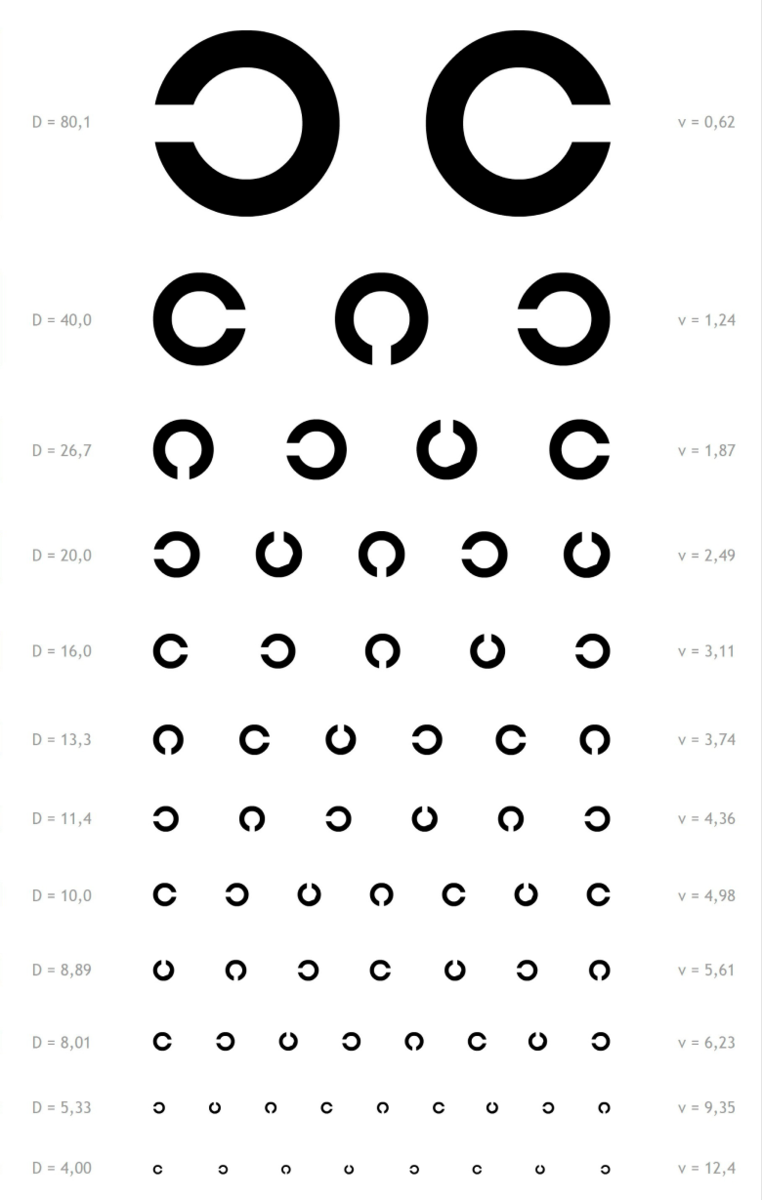 D = 80,1 v = 0,62
D = 40,0 v = 1,24
D = 26,7 v = 1,87
D = 20,0 v = 2,49
D = 16,0 v = 3,11
D = 13,3 v = 3,74
D = 11,4 v = 4,36
D = 10,0 v = 4,98
D = 8,89 v = 5,61
D = 8,01 v = 6,23
D = 5,33 v = 9,35
D = 4,00 v = 12,4